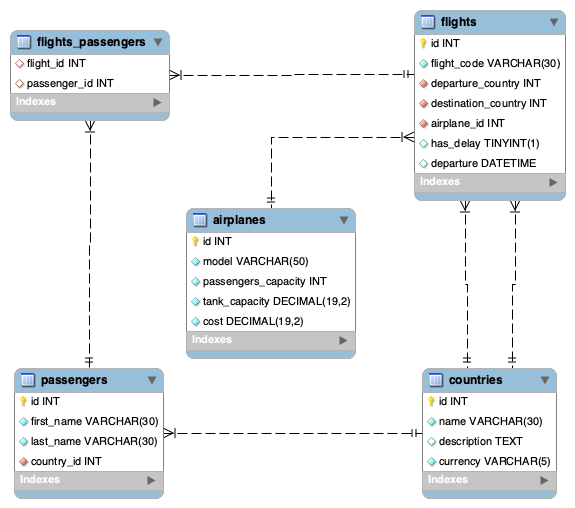 flights_passengers
flight_id INT
passenger_id INT
Indexes
flights
id INT
flight_code VARCHAR(30)
departure_country INT
destination_country INT
airplane_id INT
has_delay TINYINT(1)
departure DATETIME
Indexes
airplanes
id INT
model VARCHAR(50)
passengers_capacity INT
tank_capacity DECIMAL(19,2)
cost DECIMAL(19,2)
Indexes
passengers
id INT
first_name VARCHAR(30)
last_name VARCHAR(30)
country_id INT
Indexes
countries
id INT
name VARCHAR(30)
description TEXT
currency VARCHAR(5)
Indexes